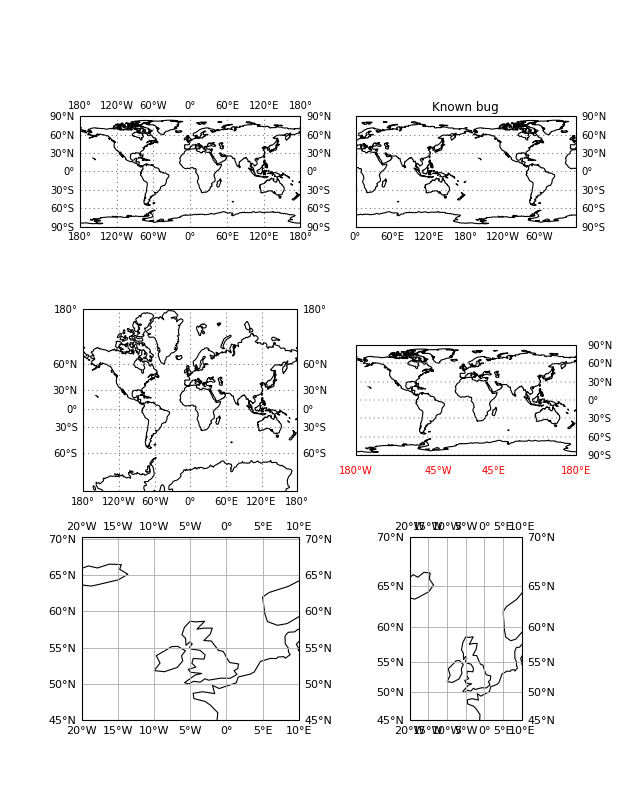 180° 120°W 60°W 0° 60°E 120°E 180°
Known bug
90°N 90°N 90°N
60°N 60°N 60°N
30°N 30°N 30°N
0° 0° 0°
30°S 30°S 30°S
60°S 60°S 60°S
90°S 90°S 90°S
180° 120°W 60°W 0° 60°E 120°E 180° 0° 60°E 120°E 180° 120°W 60°W
180° 180°
60°N 60°N
30°N 30°N
0° 0°
30°S 30°S
60°S 60°S
180° 120°W 60°W 0° 60°E 120°E 180°
90°N
60°N
30°N
0°
30°S
60°S
90°S
180°W 45°W 45°E 180°E
20°W 15°W 10°W 5°W 0° 5°E 10°E
70°N 70°N
65°N 65°N
60°N 60°N
55°N 55°N
50°N 50°N
45°N 45°N
20°W 15°W 10°W 5°W 0° 5°E 10°E
20°W 15°W 10°W 5°W 0° 5°E 10°E
70°N 70°N
65°N 65°N
60°N 60°N
55°N 55°N
50°N 50°N
45°N 45°N
20°W 15°W 10°W 5°W 0° 5°E 10°E